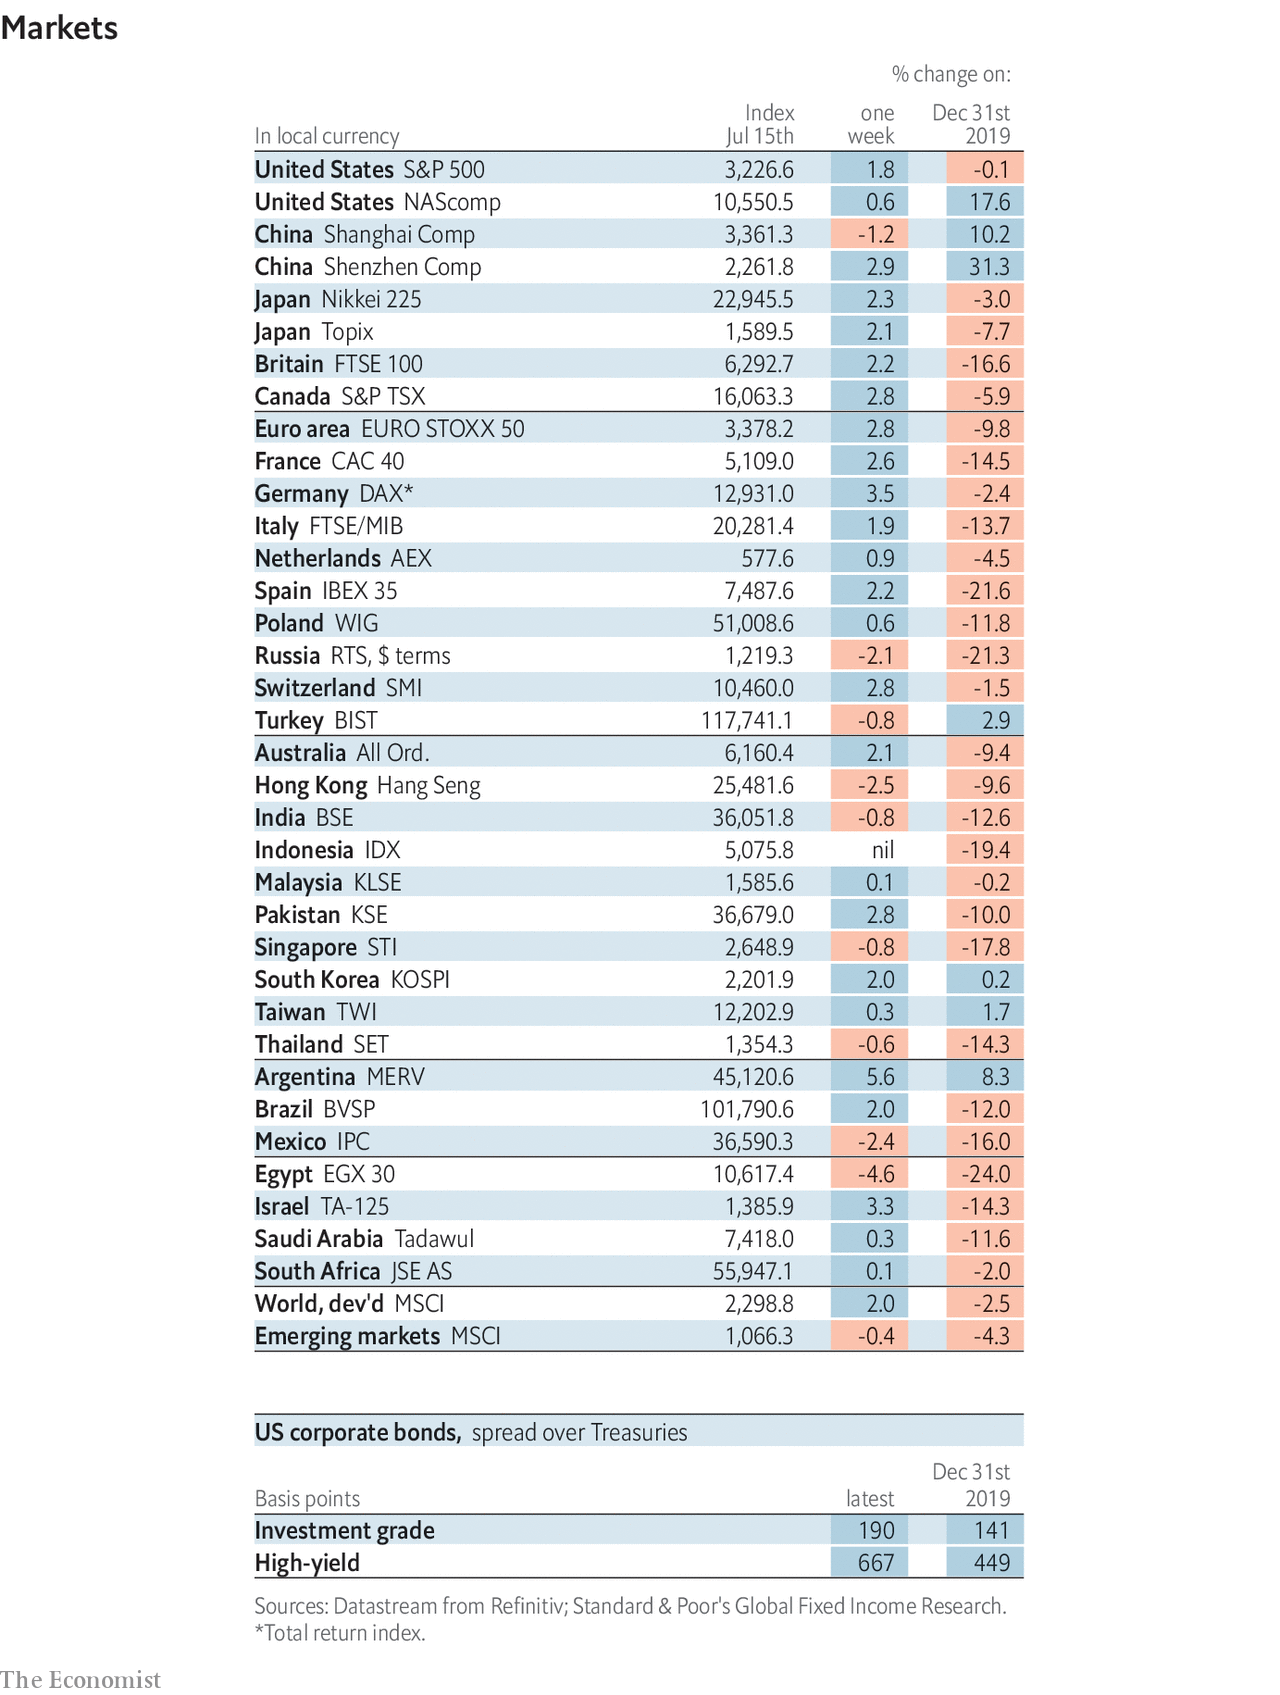 Markets
% change on:
Index one Dec 31st
In local currency Jul 15th week 2019
United States S&P 500 3,226.6 1.8 -0.1
United States NAScomp 10,550.5 0.6 17.6
China Shanghai Comp 3,361.3 -1.2 10.2
China Shenzhen Comp 2,261.8 2.9 31.3
Japan Nikkei 225 22,945.5 2.3 -3.0
Japan Topix 1,589.5 2.1 -7.7
Britain FTSE 100 6,292.7 2.2 -16.6
Canada S&P TSX 16,063.3 2.8 -5.9
Euro area EURO STOXX 50 3,378.2 2.8 -9.8
France CAC 40 5,109.0 2.6 -14.5
Germany DAX* 12,931.0 3.5 -2.4
Italy FTSE/MIB 20,281.4 1.9 -13.7
Netherlands AEX 577.6 0.9 -4.5
Spain IBEX 35 7,487.6 2.2 -21.6
Poland WIG 51,008.6 0.6 -11.8
Russia RTS, $ terms 1,219.3 -2.1 -21.3
Switzerland SMI 10,460.0 2.8 -1.5
Turkey BIST 117,741.1 -0.8 2.9
Australia All Ord. 6,160.4 2.1 -9.4
Hong Kong Hang Seng 25,481.6 -2.5 -9.6
India BSE 36,051.8 -0.8 -12.6
Indonesia IDX 5,075.8 nil -19.4
Malaysia KLSE 1,585.6 0.1 -0.2
Pakistan KSE 36,679.0 2.8 -10.0
Singapore STI 2,648.9 -0.8 -17.8
South Korea KOSPI 2,201.9 2.0 0.2
Taiwan TWI 12,202.9 0.3 1.7
Thailand SET 1,354.3 -0.6 -14.3
Argentina MERV 45,120.6 5.6 8.3
Brazil BVSP 101,790.6 2.0 -12.0
Mexico IPC 36,590.3 -2.4 -16.0
Egypt EGX 30 10,617.4 -4.6 -24.0
Israel TA-125 1,385.9 3.3 -14.3
Saudi Arabia Tadawul 7,418.0 0.3 -11.6
South Africa JSE AS 55,947.1 0.1 -2.0
World, dev'd MSCI 2,298.8 2.0 -2.5
Emerging markets MSCI 1,066.3 -0.4 -4.3
US corporate bonds, spread over Treasuries
Dec 31st
Basis points latest 2019
Investment grade 190 141
High-yield 667 449
Sources: Datastream from Refinitiv; Standard & Poor's Global Fixed Income Research.
*Total return index.
The Economist